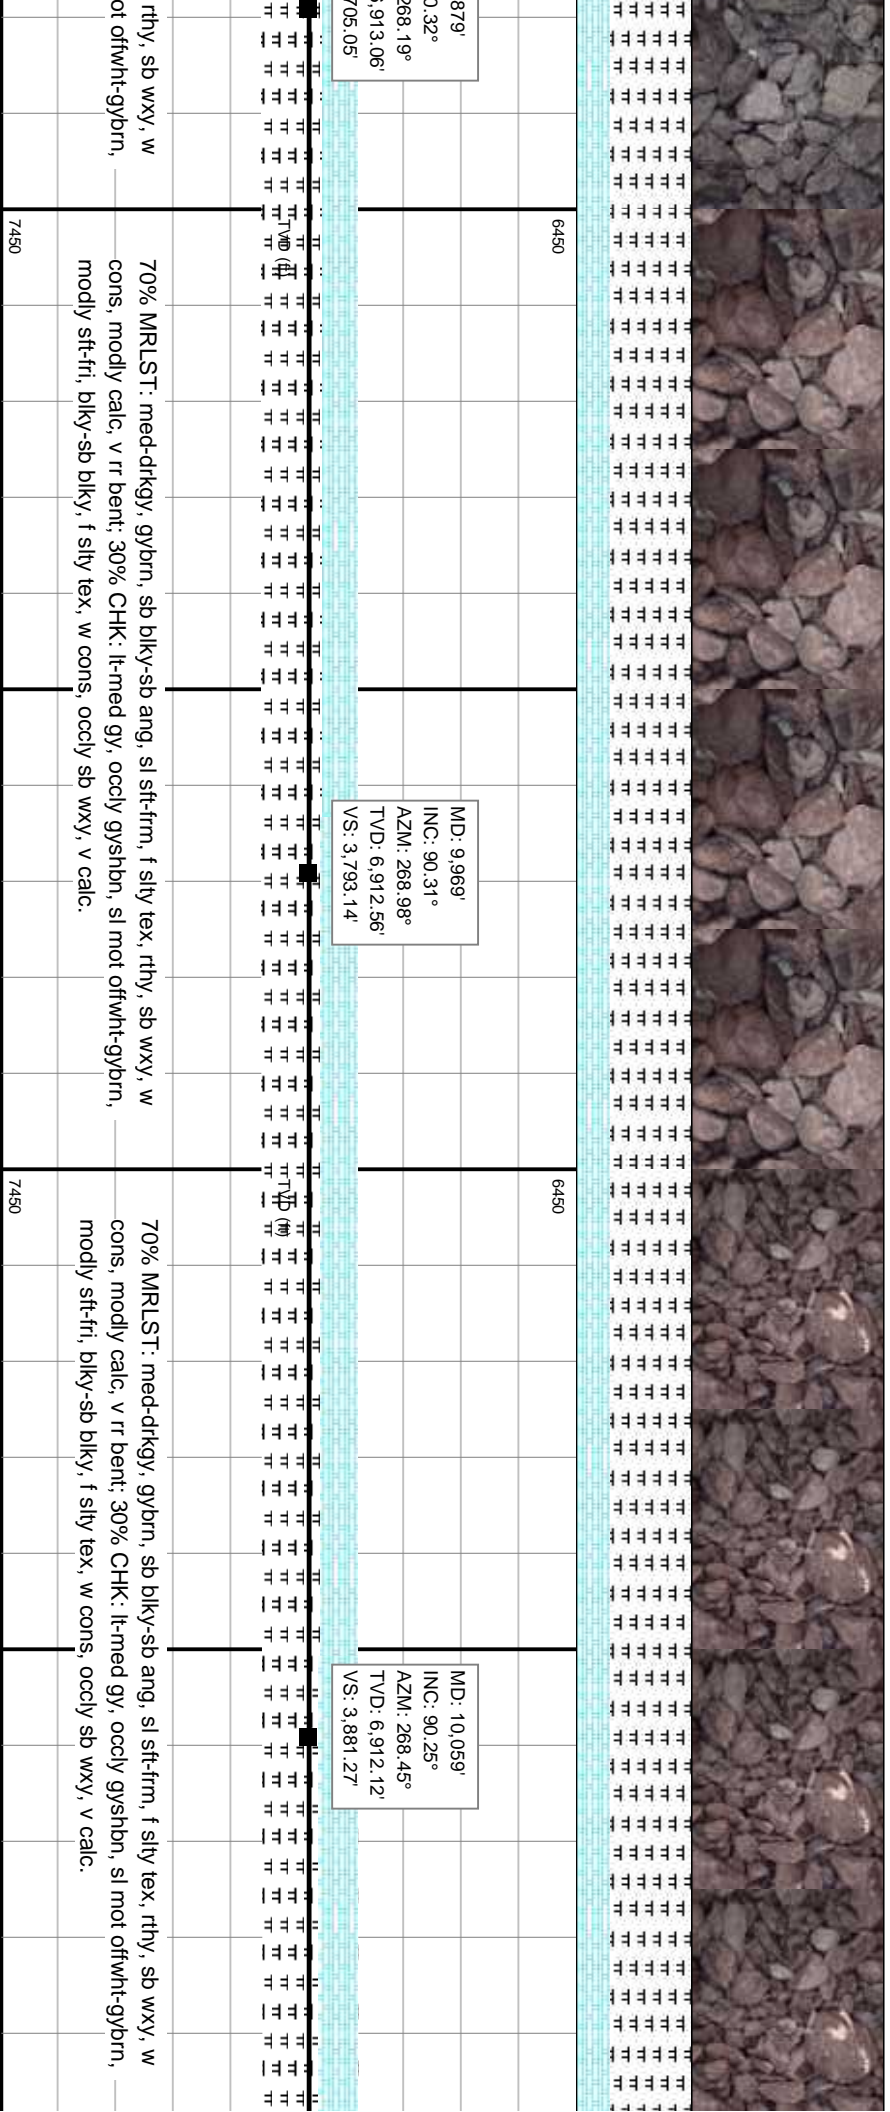 879'
0.32°
268.19°
6,913.06'
705.05'
rthy, sb wxy, w
ot offwht-gybrn,
6450
TVD (ft)
7450
70% MRLST: med-drkgy, gybrn, sb blky-sb ang, sl sft-frm, f slty tex, rthy, sb wxy, w
cons, modly calc, v rr bent; 30% CHK: lt-med gy, occly gyshbn, sl mot offwht-gybrn,
modly sft-fri, blky-sb blky, f slty tex, w cons, occly sb wxy, v calc.
MD: 9,969'
INC: 90.31°
AZM: 268.98°
TVD: 6,912.56'
VS: 3,793.14'
6450
TVD (ft)
7450
70% MRLST: med-drkgy, gybrn, sb blky-sb ang, sl sft-frm, f slty tex, rthy, sb wxy, w
cons, modly calc, v rr bent; 30% CHK: lt-med gy, occly gyshbn, sl mot offwht-gybrn,
modly sft-fri, blky-sb blky, f slty tex, w cons, occly sb wxy, v calc.
MD: 10,059'
INC: 90.25°
AZM: 268.45°
TVD: 6,912.12'
VS: 3,881.27'